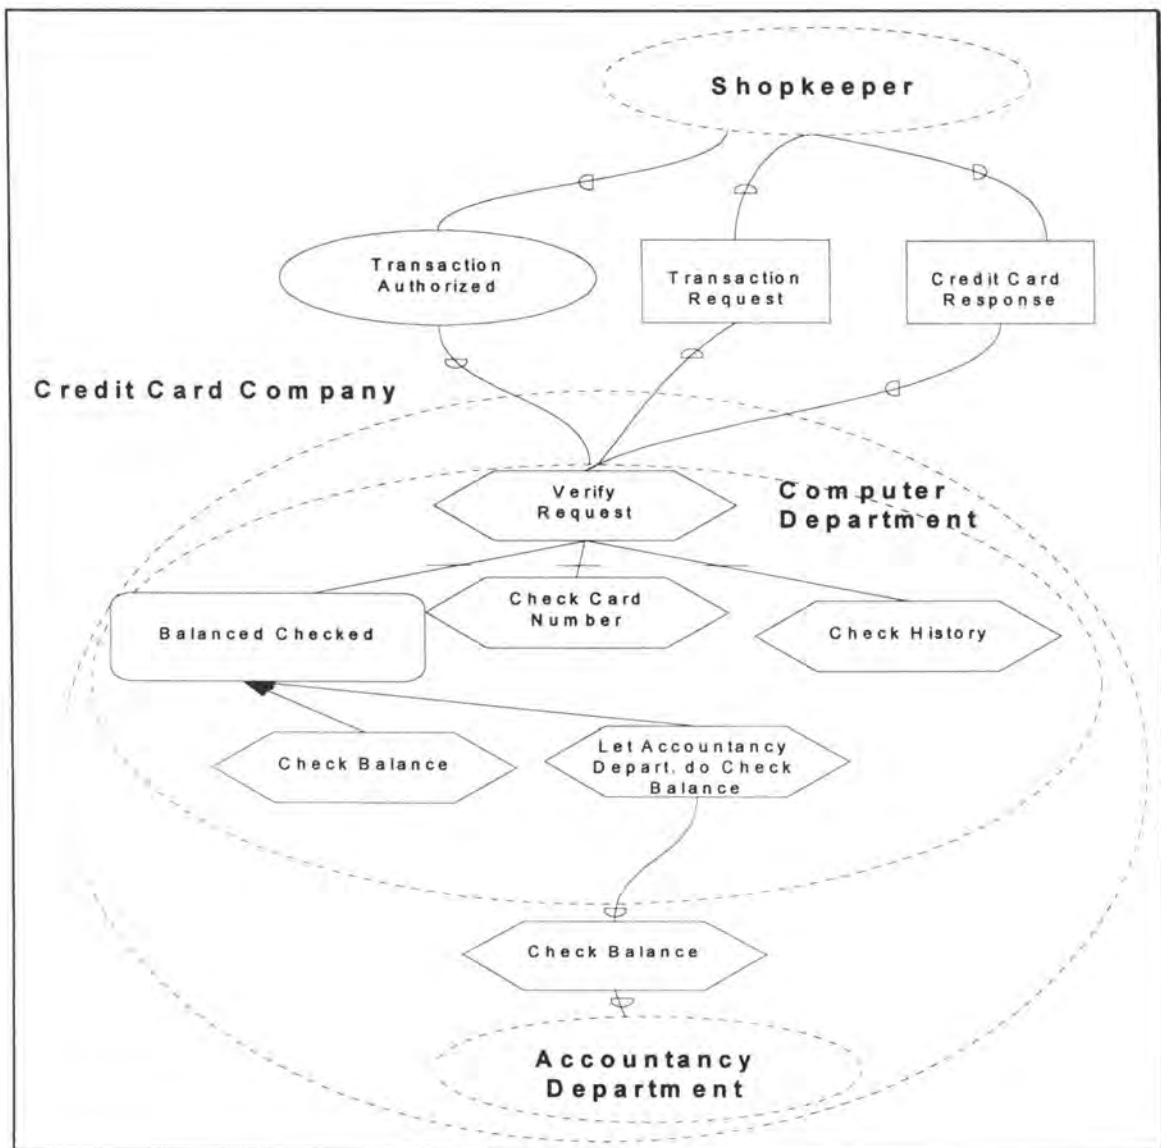 Shopkeeper
Transaction
Authorized
Transaction
Request
Credit Card
Response
Credit Card Company
Verify
Request
Computer
Department
Balanced Checked
Check Card
Number
Check History
Check Balance
Let Accountancy
Depart. do Check
Balance
Check Balance
Accountancy
Department